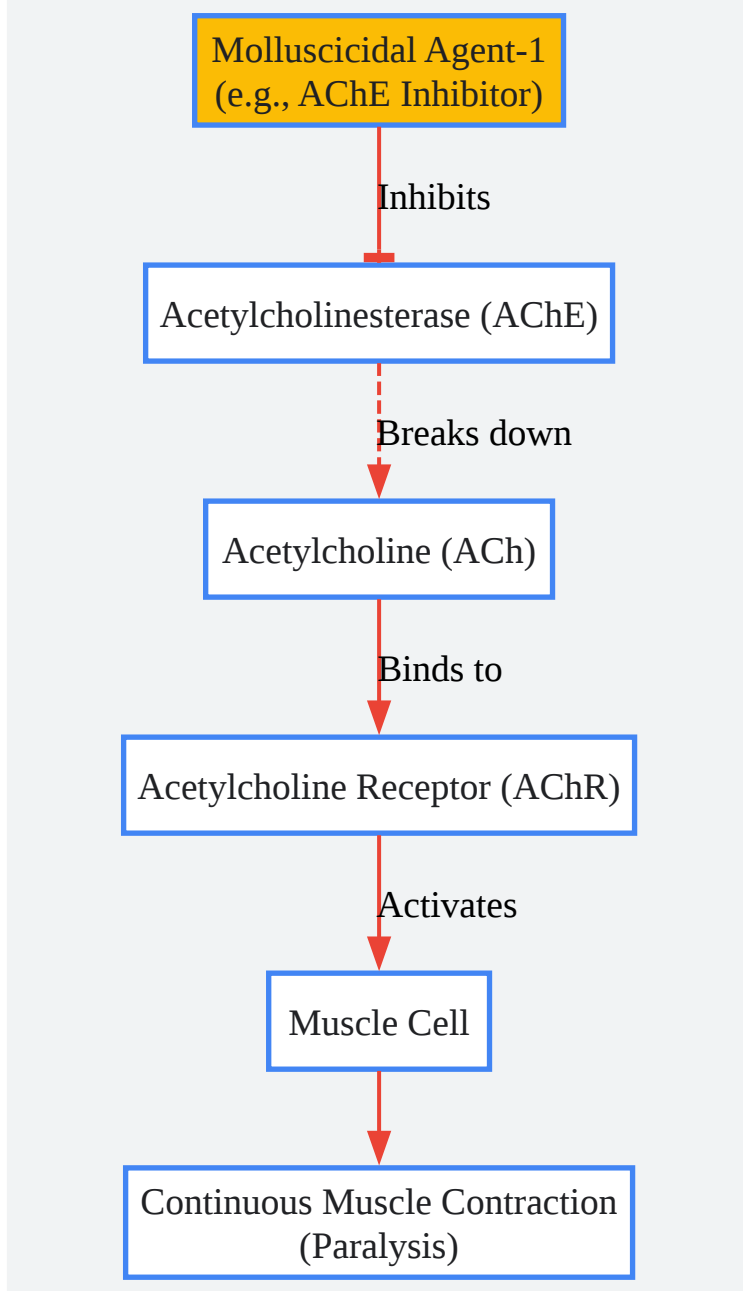 Molluscicidal Agent-1
(e.g., AChE Inhibitor)
Inhibits
Acetylcholinesterase (AChE)
Breaks down
Acetylcholine (ACh)
Binds to
Acetylcholine Receptor (AChR)
Activates
Muscle Cell
Continuous Muscle Contraction
(Paralysis)